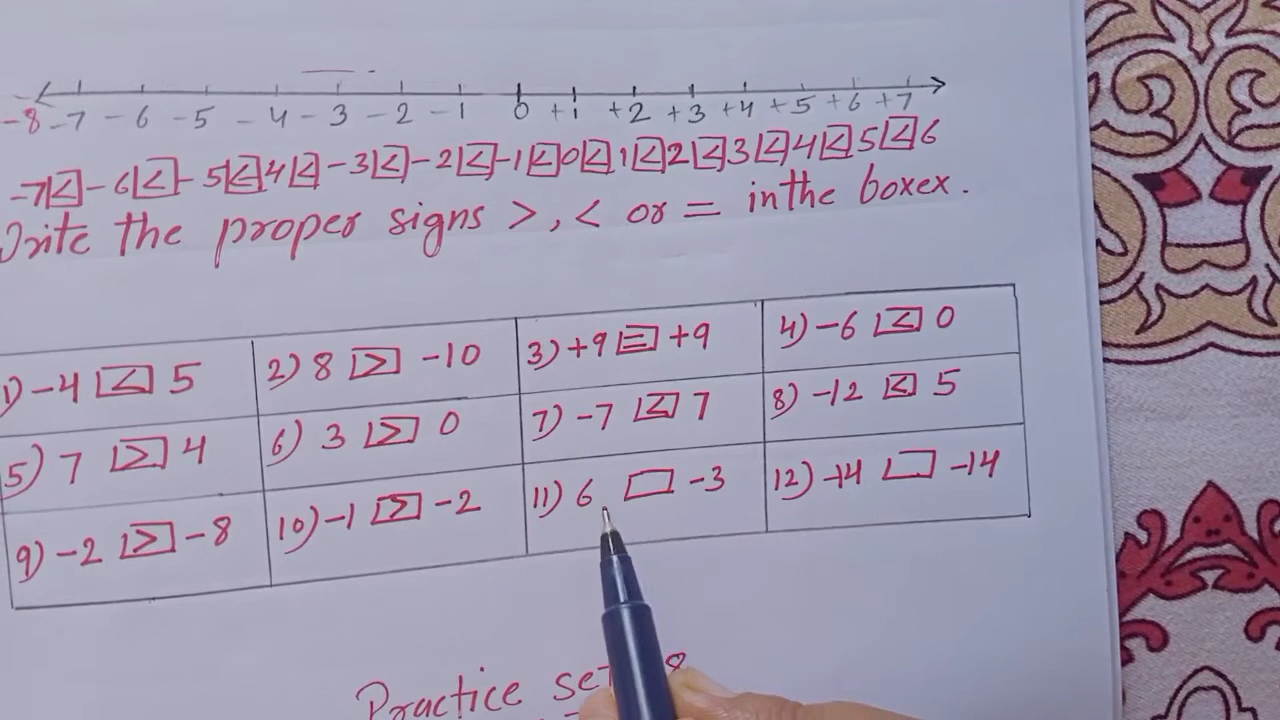 -8 -7 -6 -5 -4 -3 -2 -1 0 +1 +2 +3 +4 +5 +6 +7
-7 < -6 < -5 < 4 < -3 < -2 < -1 < 0 < 1 < 2 < 3 < 4 < 5 < 6
the proper signs >, < or = in the boxex.
1) -4 < 5 2) 8 > -10 3) +9 = +9 4) -6 < 0
5) 7 > 4 6) 3 > 0 7) -7 < 7 8) -12 < 5
9) -2 > -8 10) -1 > -2 11) 6 □ -3 12) -14 □ -14
Practice set 8